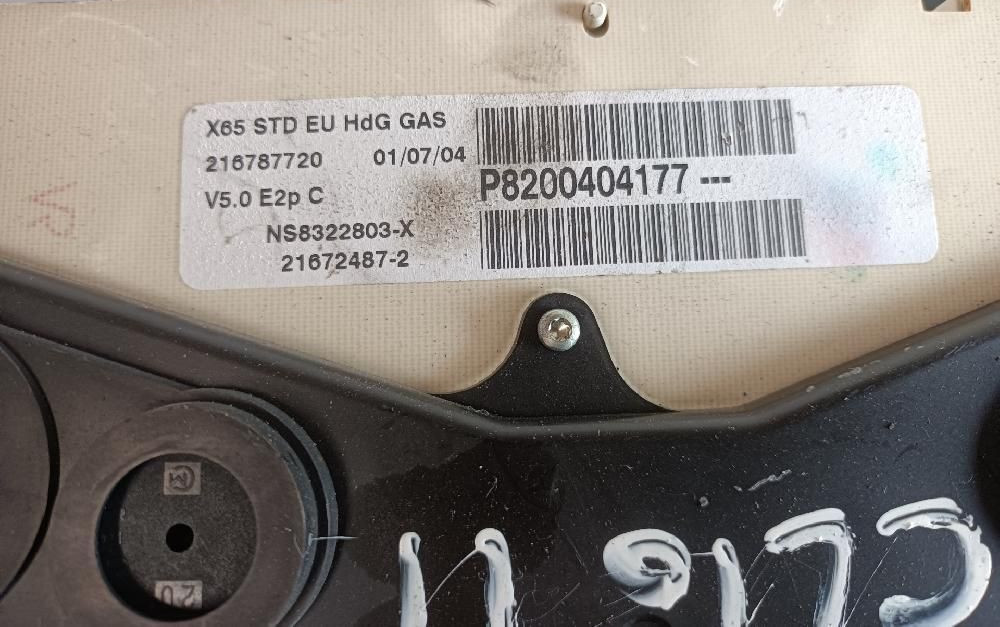 X65 STD EU HdG GAS
216787720 01/07/04
V5.0 E2p C
NS8322803-X
21672487-2
P8200404177 ---